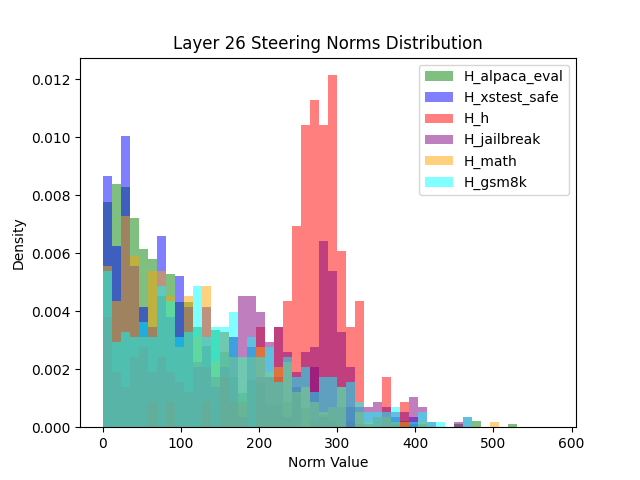 Layer 26 Steering Norms Distribution
H_alpaca_eval
H_xstest_safe
H_h
H_jailbreak
H_math
H_gsm8k
0.012
0.010
0.008
0.006
0.004
0.002
0.000
Density
0 100 200 300 400 500 600
Norm Value